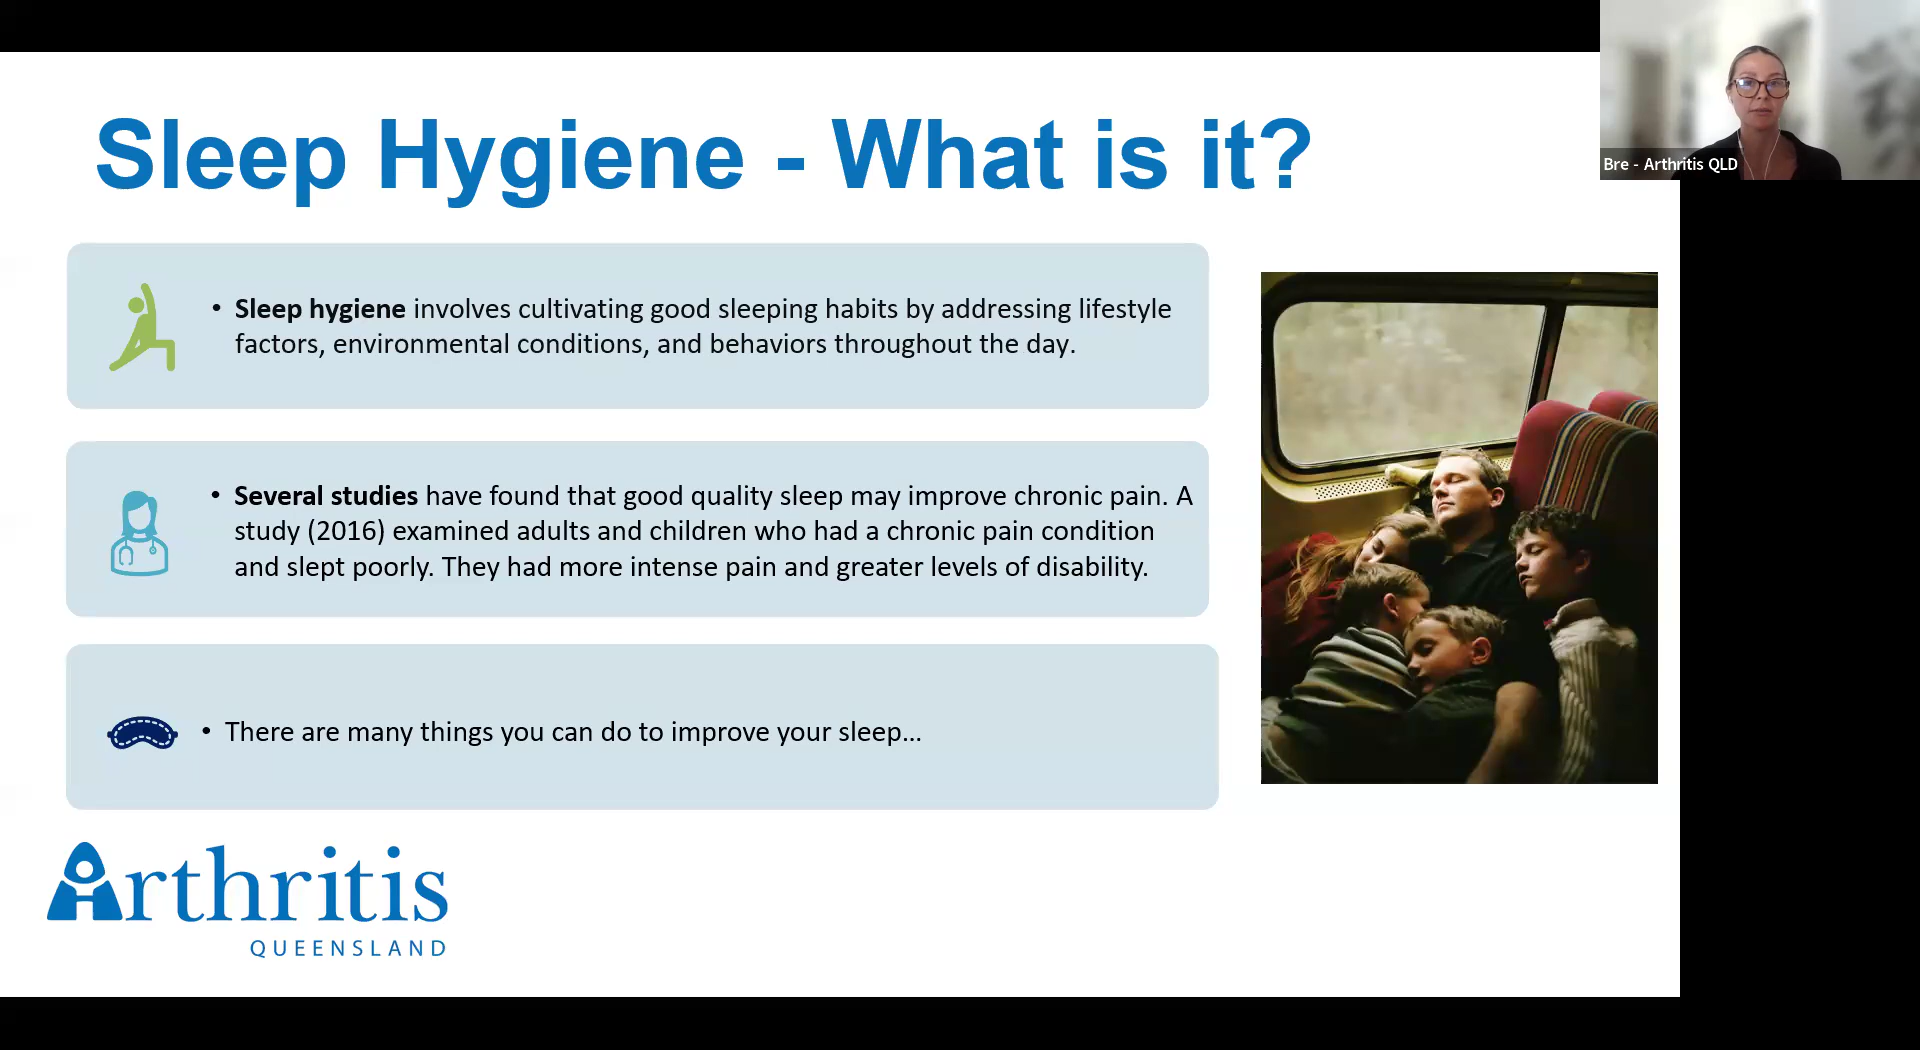 Sleep Hygiene - What is it?
Bre - Arthritis QLD
• Sleep hygiene involves cultivating good sleeping habits by addressing lifestyle
factors, environmental conditions, and behaviors throughout the day.
• Several studies have found that good quality sleep may improve chronic pain. A
study (2016) examined adults and children who had a chronic pain condition
and slept poorly. They had more intense pain and greater levels of disability.
• There are many things you can do to improve your sleep...
Arthritis
QUEENSLAND